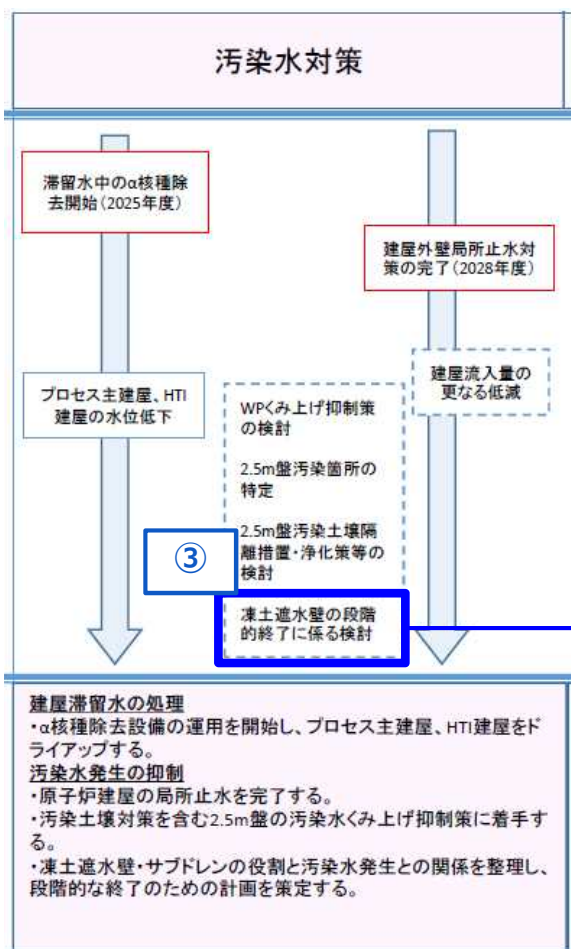 汚染水対策
滞留水中のα核種除
去開始(2025年度)
建屋外壁局所止水対
策の完了(2028年度)
プロセス主建屋、HTI
建屋の水位低下
建屋流入量の
更なる低減
WPくみ上げ抑制策
の検討
2.5m盤汚染箇所の
特定
2.5m盤汚染土壌隔
離措置・浄化策等の
検討
③
凍土遮水壁の段階
的終了に係る検討
建屋滞留水の処理
・α核種除去設備の運用を開始し、プロセス主建屋、HTI建屋をド
ライアップする。
汚染水発生の抑制
・原子炉建屋の局所止水を完了する。
・汚染土壌対策を含む2.5m盤の汚染水くみ上げ抑制策に着手す
る。
・凍土遮水壁・サブドレンの役割と汚染水発生との関係を整理し、
段階的な終了のための計画を策定する。